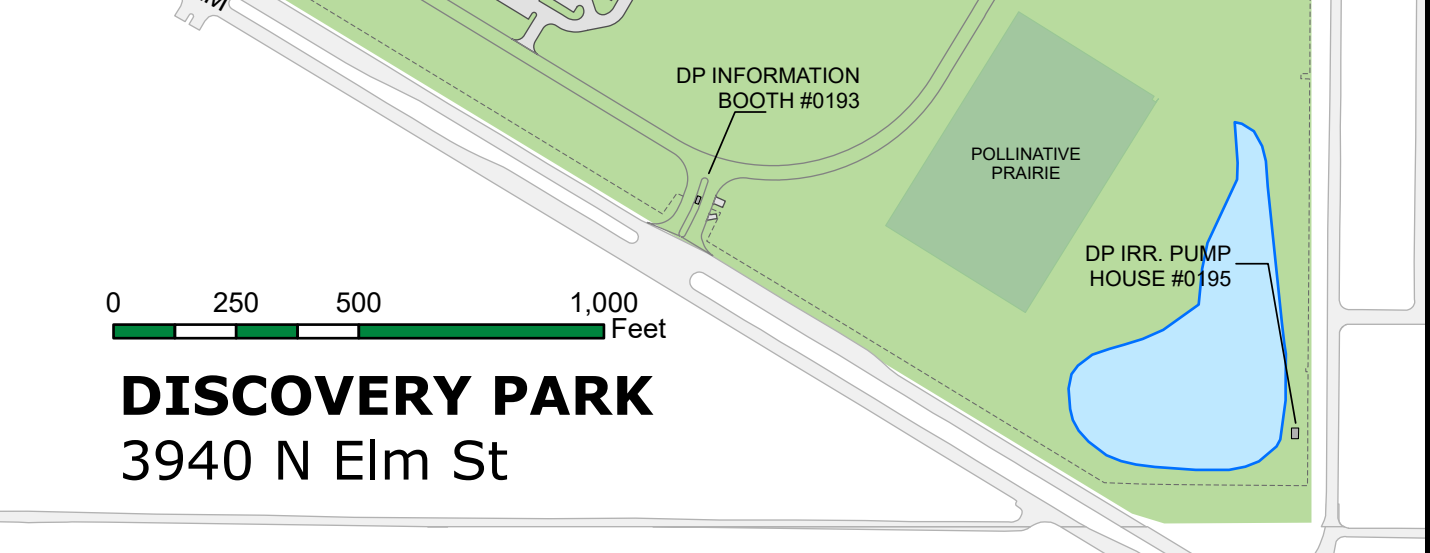 DP INFORMATION
BOOTH #0193
POLLINATIVE
PRAIRIE
DP IRR. PUMP
HOUSE #0195
0 250 500 1,000
Feet
DISCOVERY PARK
3940 N Elm St